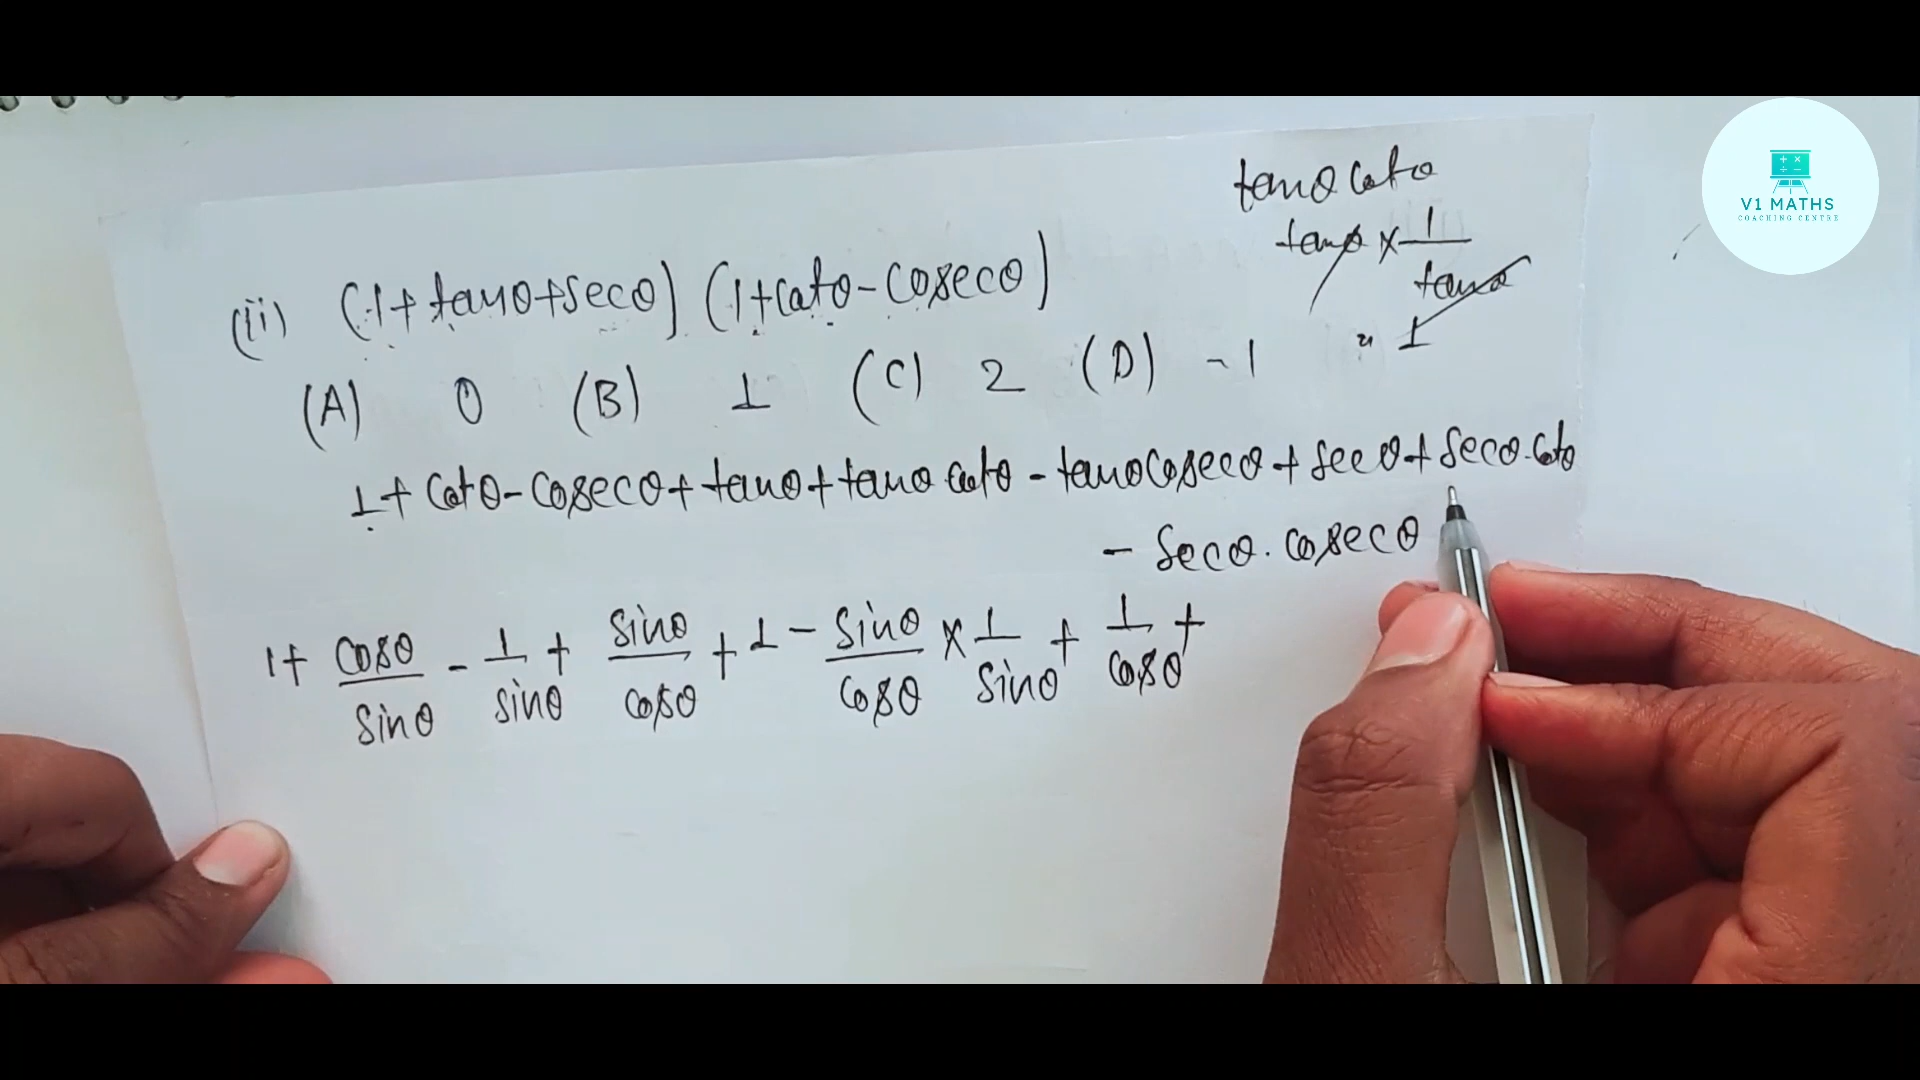 tanθ cotθ
tanθ × 1/tanθ
= 1
(ii) (1+tanθ+secθ) (1+cotθ-cosecθ)
(A) 0 (B) 1 (C) 2 (D) -1
1+ cotθ-cosecθ+tanθ+tanθ cotθ -tanθcosecθ+secθ+secθ.cotθ
- secθ. cosecθ
1+ cosθ/sinθ - 1/sinθ + sinθ/cosθ +1 - sinθ/cosθ × 1/sinθ + 1/cosθ +
V1 MATHS
COACHING CENTRE